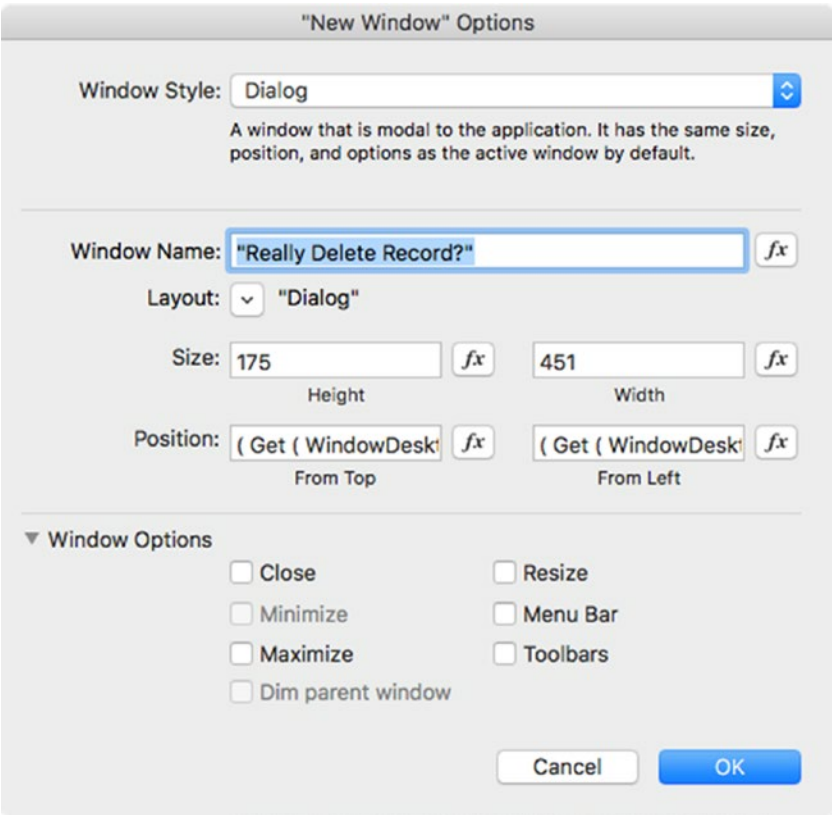 "New Window" Options
Window Style: Dialog
A window that is modal to the application. It has the same size,
position, and options as the active window by default.
Window Name: "Really Delete Record?" fx
Layout: "Dialog"
Size: 175 fx 451 fx
Height Width
Position: ( Get ( WindowDeskt fx ( Get ( WindowDeskt fx
From Top From Left
Window Options
Close Resize
Minimize Menu Bar
Maximize Toolbars
Dim parent window
Cancel OK